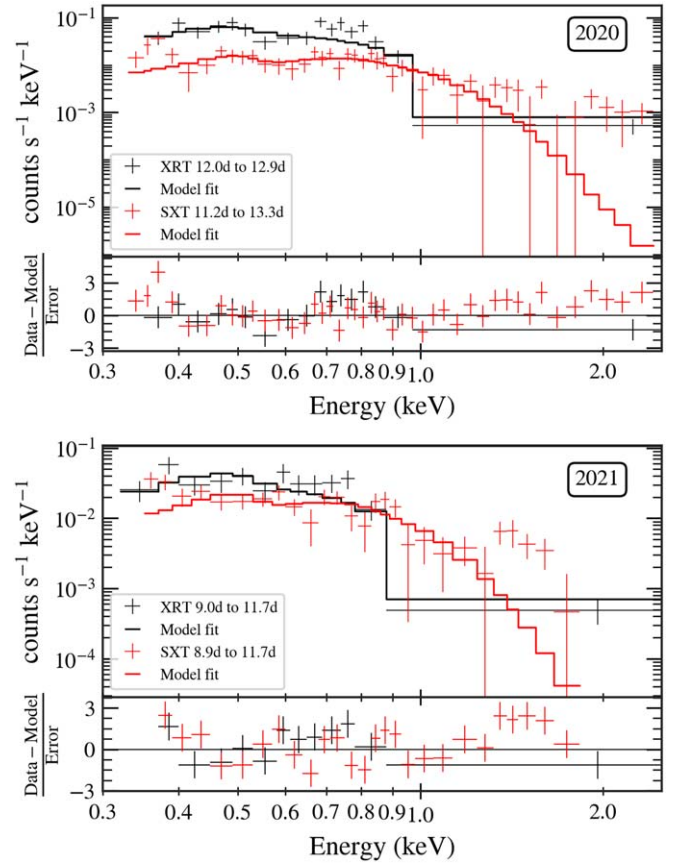 10⁻¹
10⁻³
10⁻⁵
counts s⁻¹ keV⁻¹
2020
XRT 12.0d to 12.9d
Model fit
SXT 11.2d to 13.3d
Model fit
3
0
−3
Data − Model
Error
0.3 0.4 0.5 0.6 0.7 0.8 0.9 1.0 2.0
Energy (keV)
10⁻¹
10⁻²
10⁻³
10⁻⁴
counts s⁻¹ keV⁻¹
2021
XRT 9.0d to 11.7d
Model fit
SXT 8.9d to 11.7d
Model fit
3
0
−3
Data − Model
Error
0.3 0.4 0.5 0.6 0.7 0.8 0.9 1.0 2.0
Energy (keV)